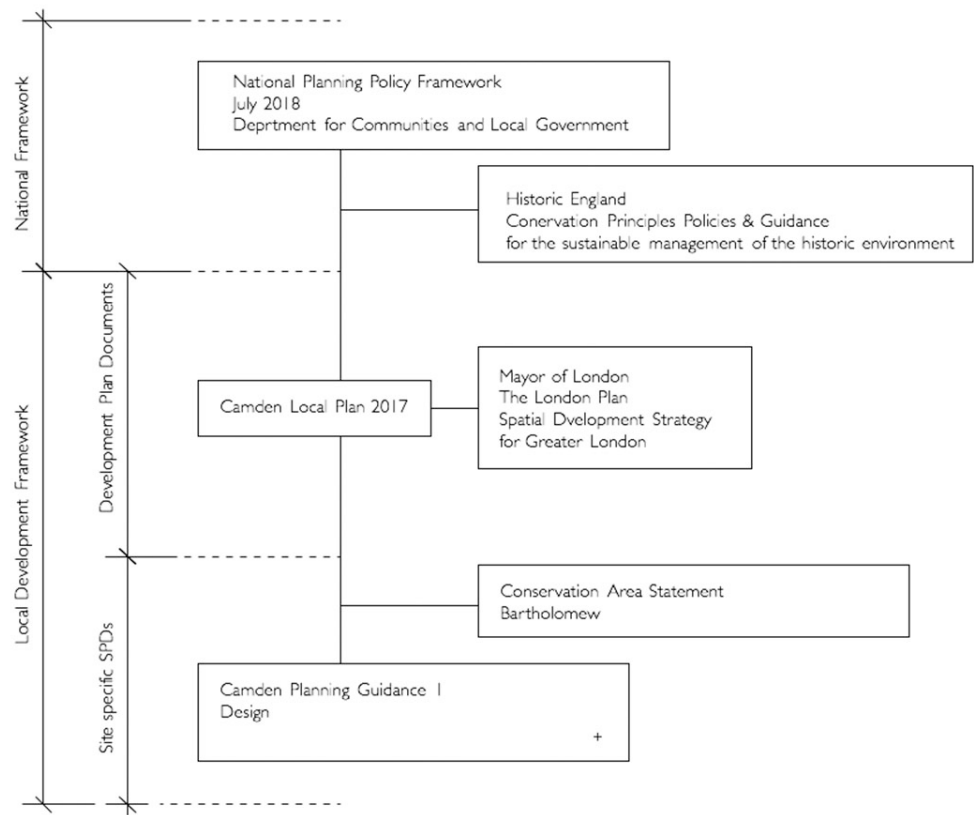 National Framework
National Planning Policy Framework
July 2018
Deprtment for Communities and Local Government
Historic England
Conervation Principles Policies & Guidance
for the sustainable management of the historic environment
Local Development Framework
Development Plan Documents
Camden Local Plan 2017
Mayor of London
The London Plan
Spatial Dvelopment Strategy
for Greater London
Site specific SPDs
Conservation Area Statement
Bartholomew
Camden Planning Guidance 1
Design
+